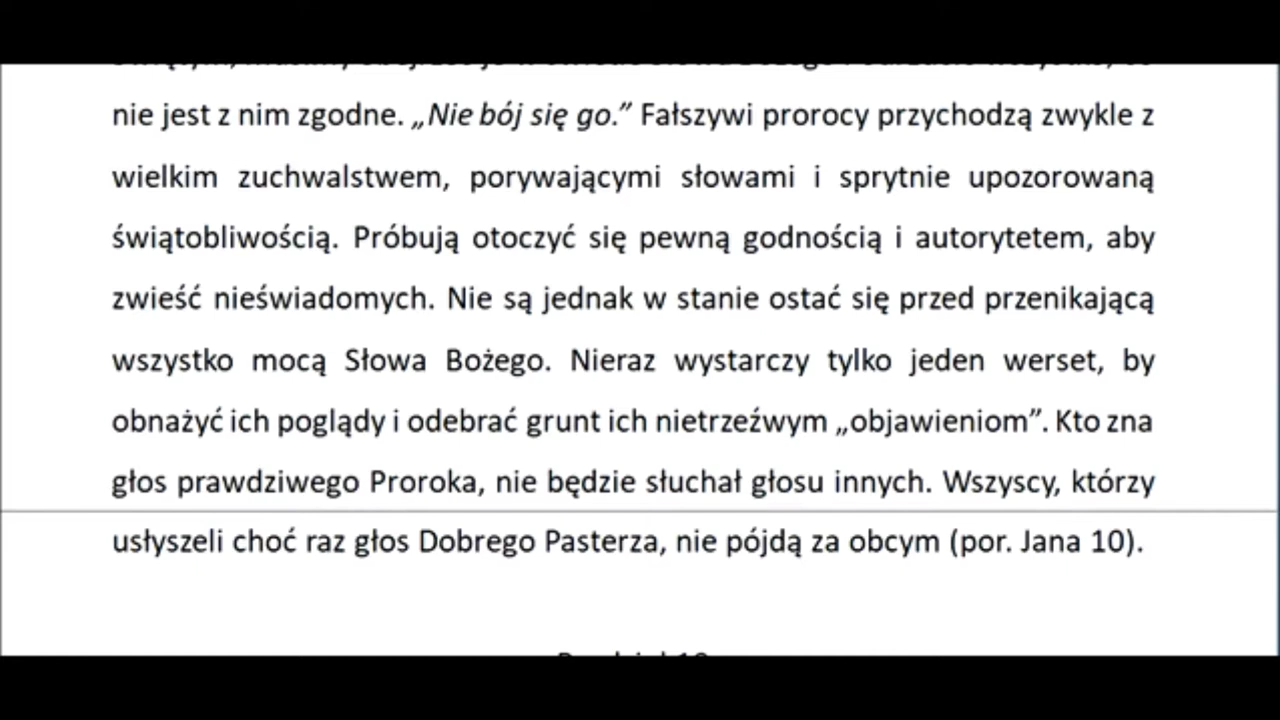 nie jest z nim zgodne. „Nie bój się go.” Fałszywi prorocy przychodzą zwykle z
wielkim zuchwalstwem, porywającymi słowami i sprytnie upozorowaną
świątobliwością. Próbują otoczyć się pewną godnością i autorytetem, aby
zwieść nieświadomych. Nie są jednak w stanie ostać się przed przenikającą
wszystko mocą Słowa Bożego. Nieraz wystarczy tylko jeden werset, by
obnażyć ich poglądy i odebrać grunt ich nietrzeźwym „objawieniom”. Kto zna
głos prawdziwego Proroka, nie będzie słuchał głosu innych. Wszyscy, którzy
usłyszeli choć raz głos Dobrego Pasterza, nie pójdą za obcym (por. Jana 10).